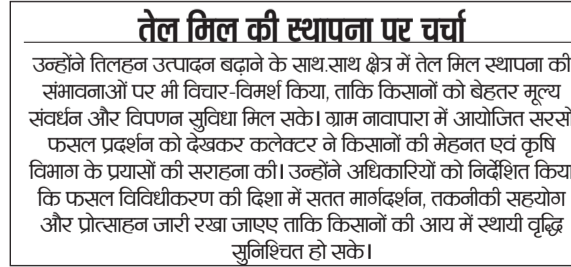 तेल मिल की स्थापना पर चर्चा
उन्होंने तिलहन उत्पादन बढ़ाने के साथ.साथ क्षेत्र में तेल मिल स्थापना की
संभावनाओं पर भी विचार-विमर्श किया, ताकि किसानों को बेहतर मूल्य
संवर्धन और विपणन सुविधा मिल सके। ग्राम नावापारा में आयोजित सरसों
फसल प्रदर्शन को देखकर कलेक्टर ने किसानों की मेहनत एवं कृषि
विभाग के प्रयासों की सराहना की। उन्होंने अधिकारियों को निर्देशित किया
कि फसल विविधीकरण की दिशा में सतत मार्गदर्शन, तकनीकी सहयोग
और प्रोत्साहन जारी रखा जाएए ताकि किसानों की आय में स्थायी वृद्धि
सुनिश्चित हो सके।